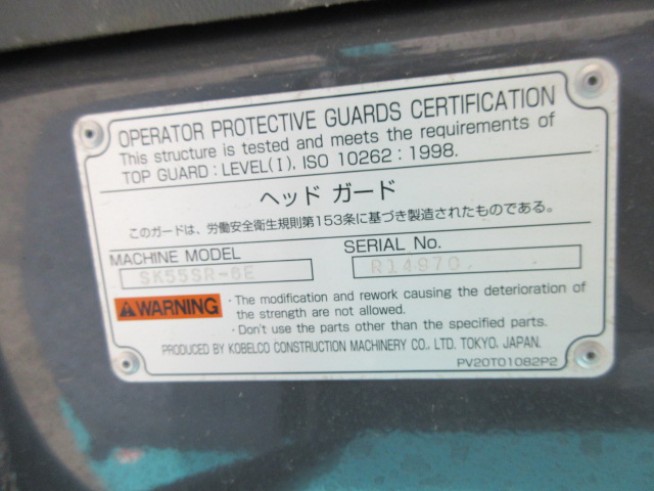 OPERATOR PROTECTIVE GUARDS CERTIFICATION
This structure is tested and meets the requirements of
TOP GUARD : LEVEL(I), ISO 10262 : 1998.
ヘッド ガード
このガードは、労働安全衛生規則第153条に基づき製造されたものである。
MACHINE MODEL
SK55SR-6E
SERIAL No.
R14970
WARNING
・The modification and rework causing the deterioration of
the strength are not allowed.
・Don't use the parts other than the specified parts.
PRODUCED BY KOBELCO CONSTRUCTION MACHINERY CO., LTD. TOKYO, JAPAN.
PV20T01082P2